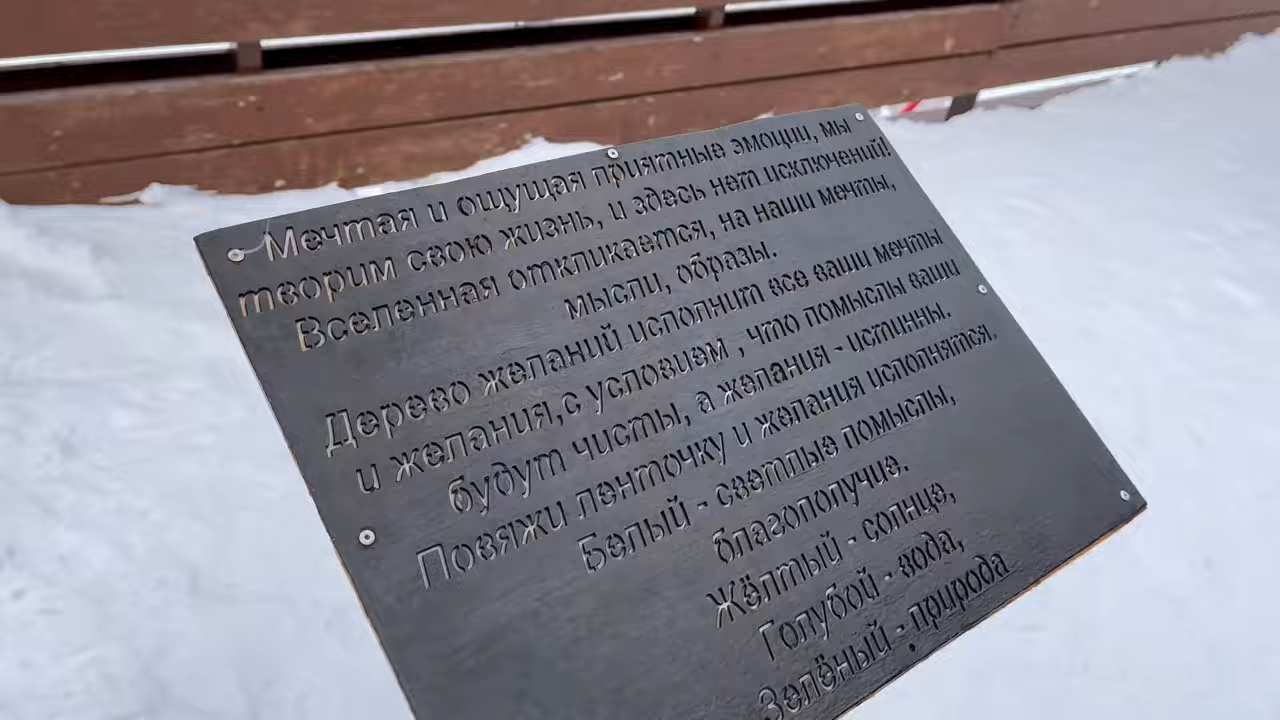 Мечтая и ощущая приятные эмоции, мы
творим свою жизнь, и здесь нет исключений!
Вселенная откликается, на наши мечты,
мысли, образы.
Дерево желаний исполнит все ваши мечты
и желания,с условием , что помыслы ваши
будут чисты, а желания - истинны.
Повяжи ленточку и желания исполнятся.
Белый - светлые помыслы,
благополучие.
Жёлтый - солнце,
Голубой - вода,
Зелёный - природа